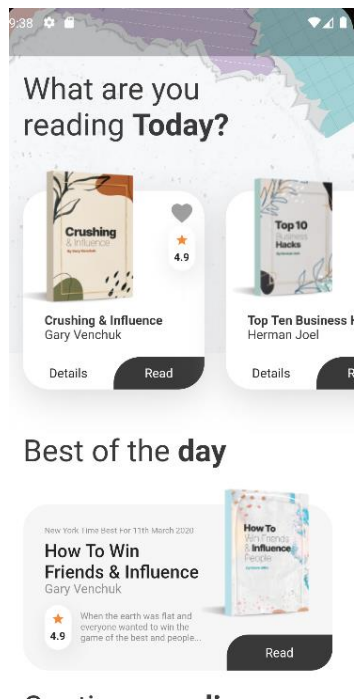 9:38
What are you
reading Today?
Crushing
& Influence
By Gary Venchuk
4.9
Crushing & Influence
Gary Venchuk
Details
Read
Top 10
Business
Hacks
Top Ten Business
Herman Joel
Details
Best of the day
New York Time Best For 11th March 2020
How To Win
Friends & Influence
Gary Venchuk
4.9
When the earth was flat and
everyone wanted to win the
game of the best and people...
How To
Win Friends
& Influence
People
Read